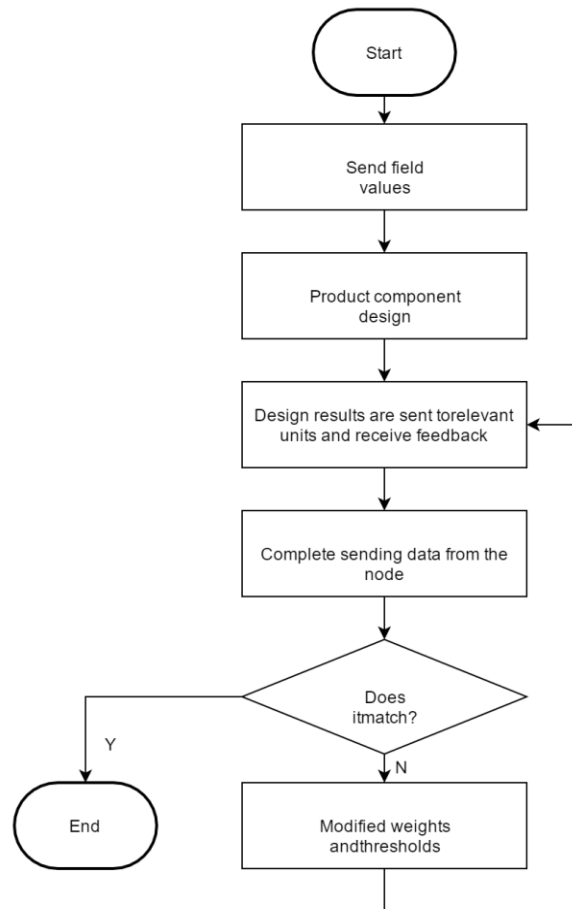 Start
Send field
values
Product component
design
Design results are sent torelevant
units and receive feedback
Complete sending data from the
node
Does
itmatch?
Y
N
End
Modified weights
andthresholds